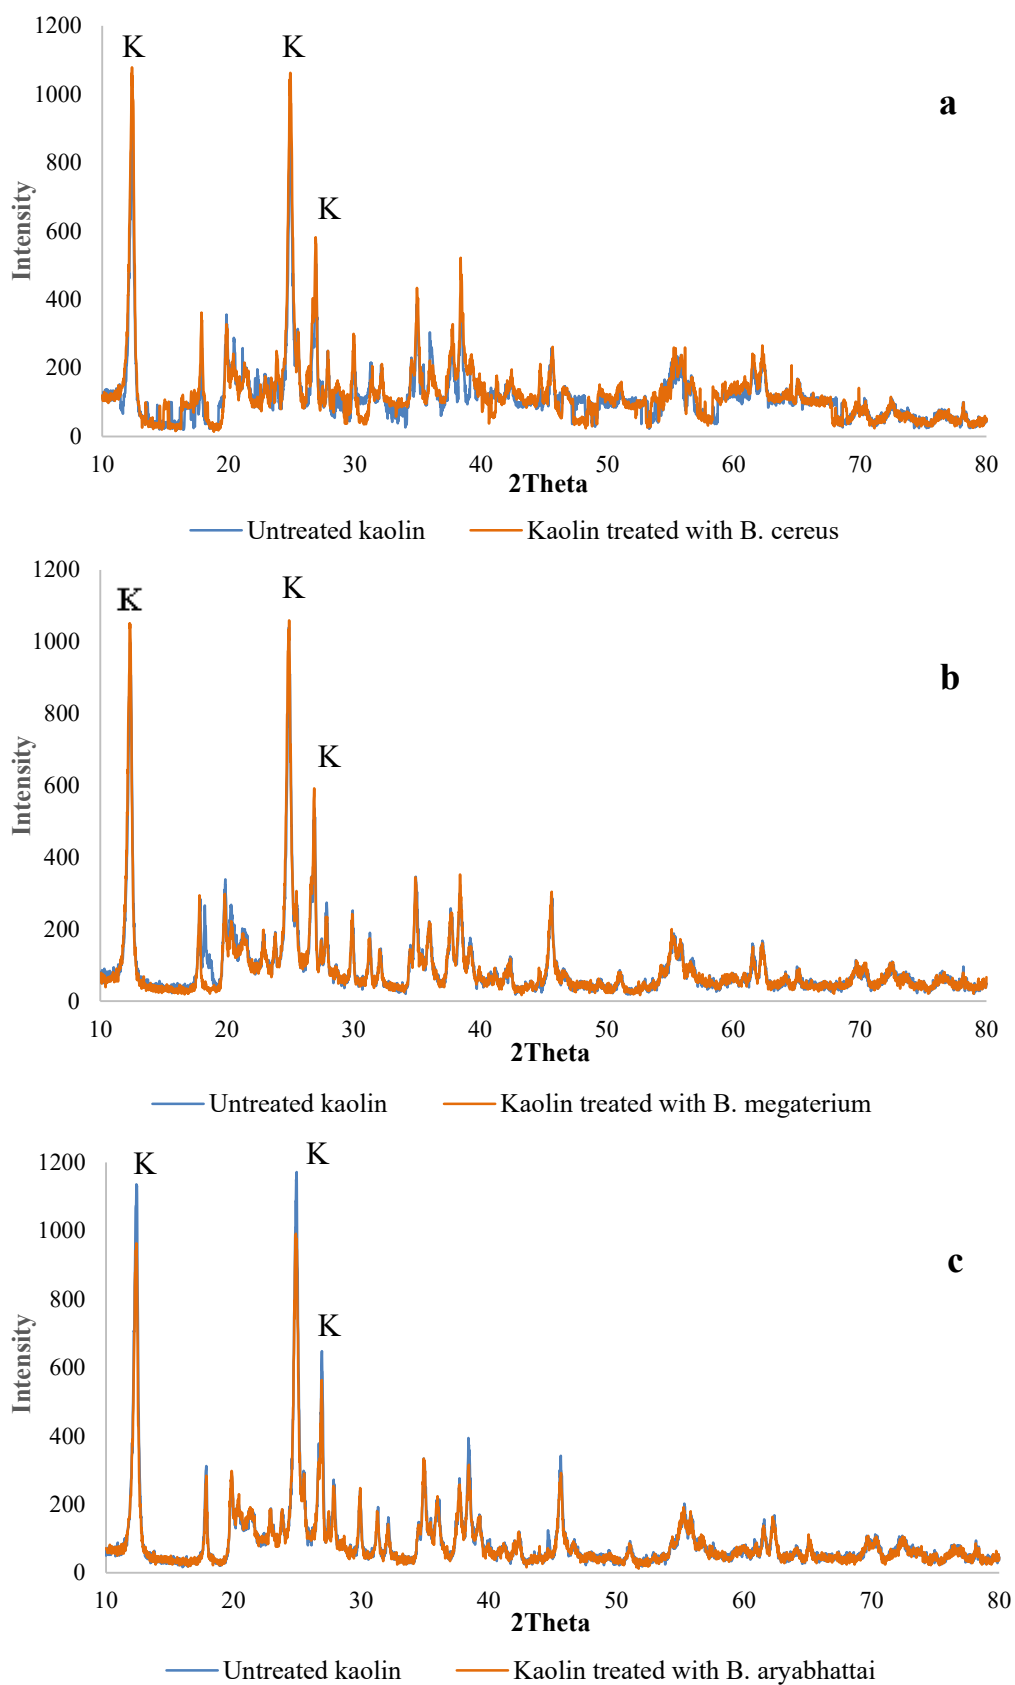 1200
K
K
a
1000
800
K
600
Intensity
400
200
0
10 20 30 40 50 60 70 80
2Theta
Untreated kaolin Kaolin treated with B. cereus
1200
K
K
1000
b
800
K
600
Intensity
400
200
0
10 20 30 40 50 60 70 80
2Theta
Untreated kaolin Kaolin treated with B. megaterium
1200
K
K
1000
c
800
K
600
Intensity
400
200
0
10 20 30 40 50 60 70 80
2Theta
Untreated kaolin Kaolin treated with B. aryabhattai